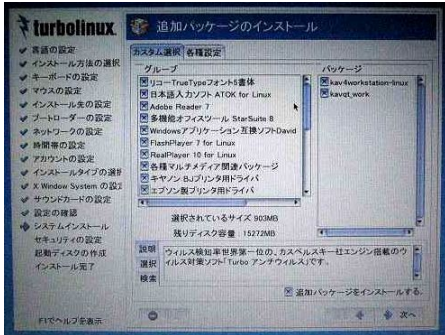 turbolinux
追加パッケージのインストール
言語の設定
インストール方法の選択
キーボードの設定
マウスの設定
インストール先の設定
ブートローダーの設定
ネットワークの設定
時間帯の設定
アカウントの設定
インストールタイプの選択
X Window System の設定
サウンドカードの設定
設定の確認
システムインストール
セキュリティの設定
起動ディスクの作成
インストール完了
F1でヘルプを表示
カスタム選択 各種設定
グループ
リコーTrueTypeフォント5書体
日本語入力ソフト ATOK for Linux
Adobe Reader 7
多機能オフィスツール StarSuite 8
Windowsアプリケーション互換ソフトDavid
FlashPlayer 7 for Linux
RealPlayer 10 for Linux
各種マルチメディア関連パッケージ
キヤノン BJプリンタ用ドライバ
エプソン製プリンタ用ドライバ
パッケージ
kav4workstation-linux
kavqt_work
選択されているサイズ 903MB
残りディスク容量 : 15272MB
説明
選択
検索
ウィルス検知率世界第一位の、カスペルスキー社エンジン搭載のウ
ィルス対策ソフト「Turbo アンチウィルス」です。
追加パッケージをインストールする.
次へ